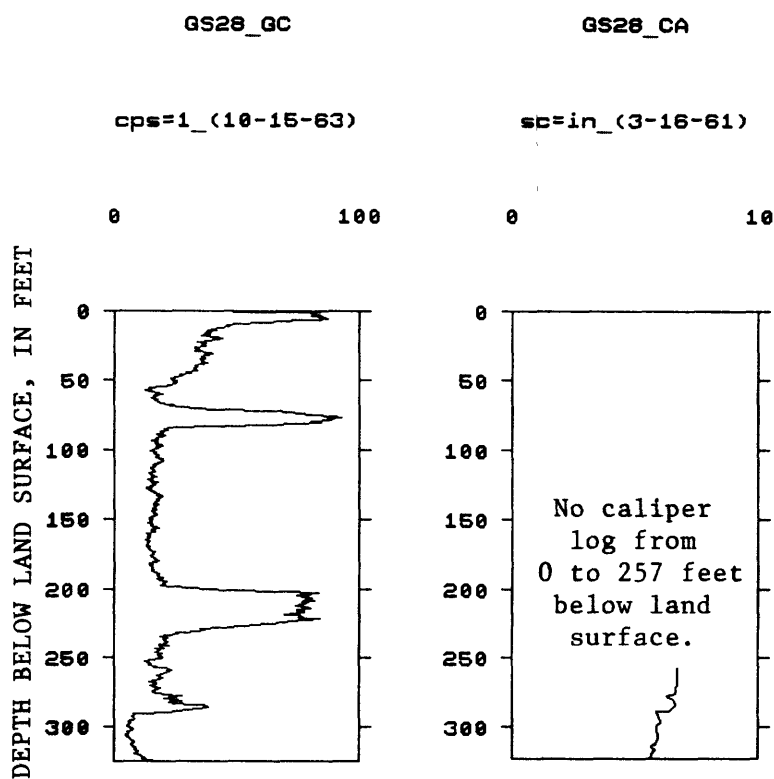 GS28_GC
cps=1_(10-15-63)
0 100
DEPTH BELOW LAND SURFACE, IN FEET
0
50
100
150
200
250
300
GS28_CA
sc=in_(3-16-61)
0 10
0
50
100
150
200
250
300
No caliper
log from
0 to 257 feet
below land
surface.